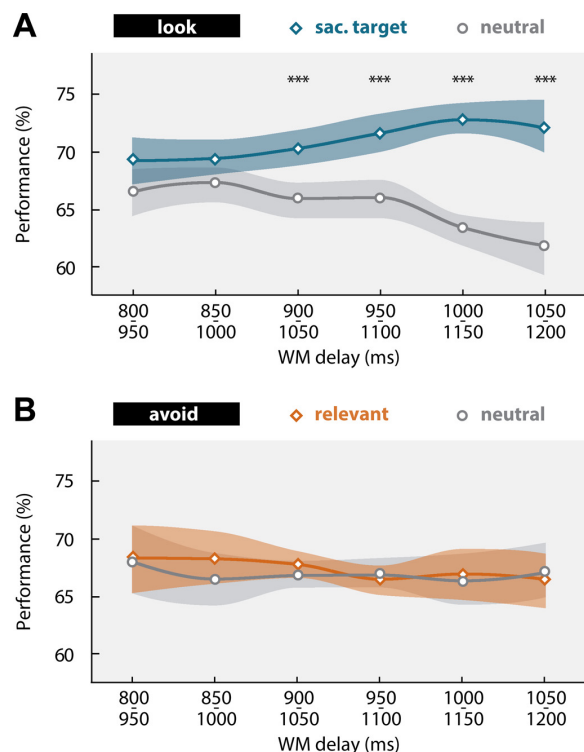 A
look
sac. target
neutral
*** *** *** ***
Performance (%)
75
70
65
60
800 850 900 950 1000 1050
- - - - - -
950 1000 1050 1100 1150 1200
WM delay (ms)
B
avoid
relevant
neutral
Performance (%)
75
70
65
60
800 850 900 950 1000 1050
- - - - - -
950 1000 1050 1100 1150 1200
WM delay (ms)